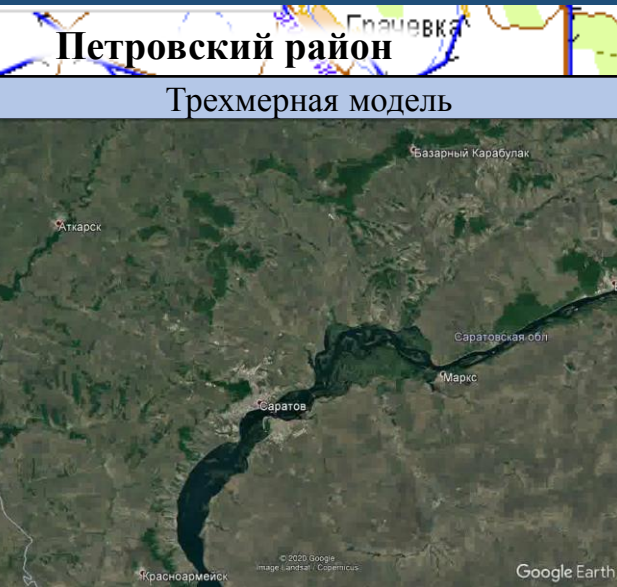 Грачевка
Петровский район
Трехмерная модель
Базарный Карабулак
Аткарск
Саратовская обл
Маркс
Саратов
© 2020 Google
Image Landsat / Copernicus
Красноармейск
Google Earth